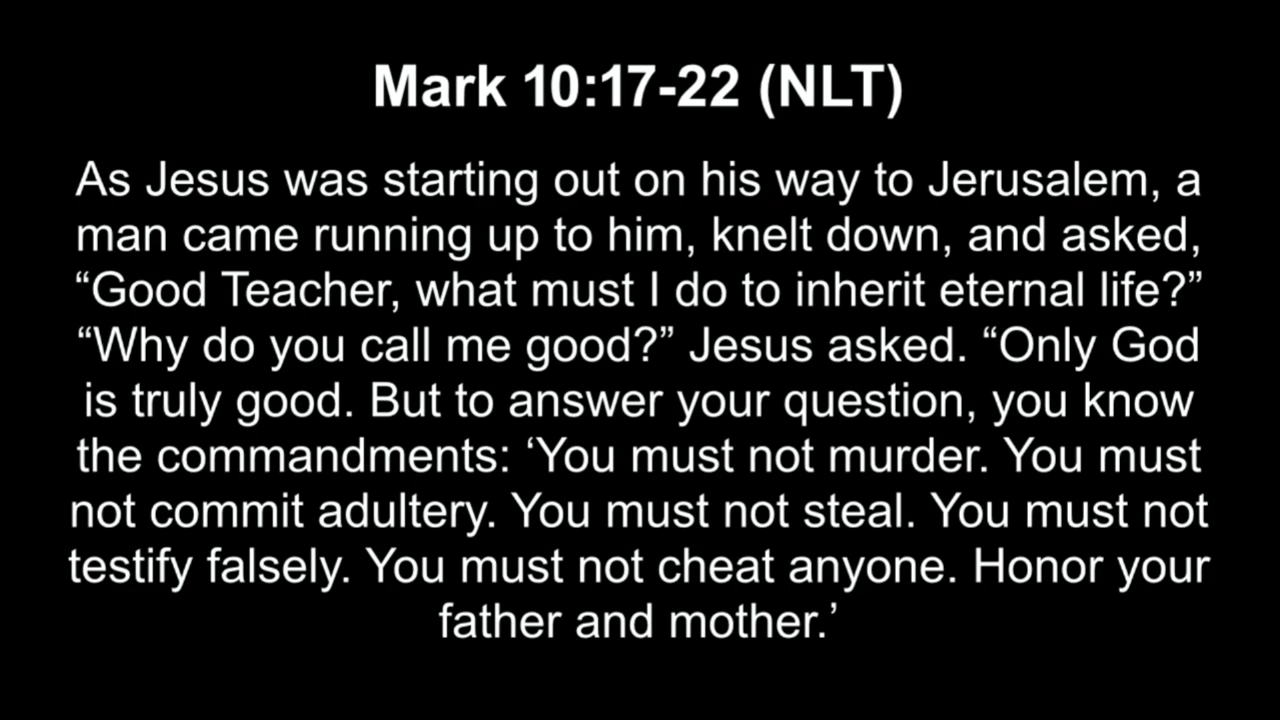 Mark 10:17-22 (NLT)
As Jesus was starting out on his way to Jerusalem, a
man came running up to him, knelt down, and asked,
“Good Teacher, what must I do to inherit eternal life?”
“Why do you call me good?” Jesus asked. “Only God
is truly good. But to answer your question, you know
the commandments: ‘You must not murder. You must
not commit adultery. You must not steal. You must not
testify falsely. You must not cheat anyone. Honor your
father and mother.’